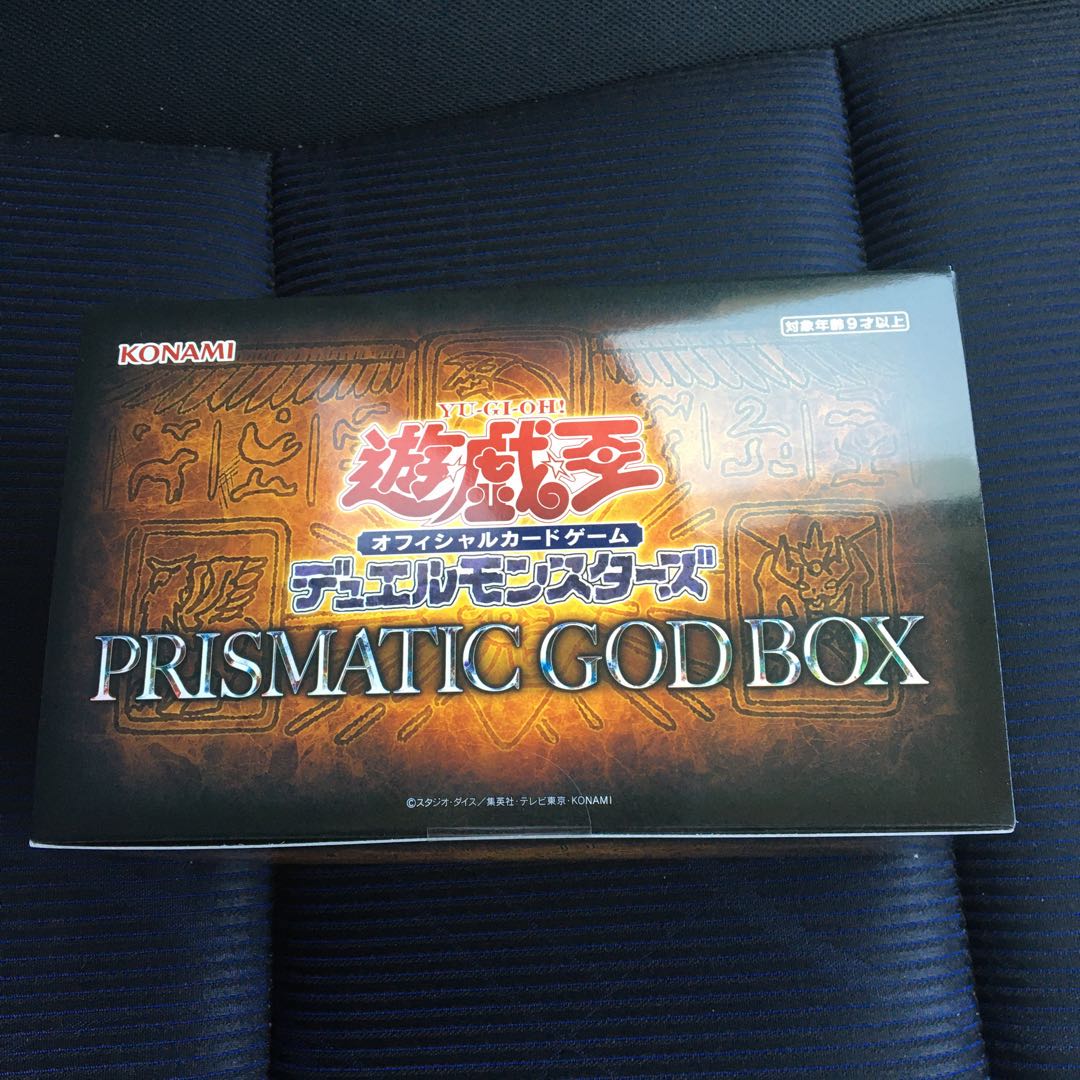 KONAMI
対象年齢9才以上
YU-GI-OH!
遊☆戯☆王
オフィシャルカードゲーム
デュエルモンスターズ
PRISMATIC GOD BOX
©スタジオ・ダイス/集英社・テレビ東京・KONAMI